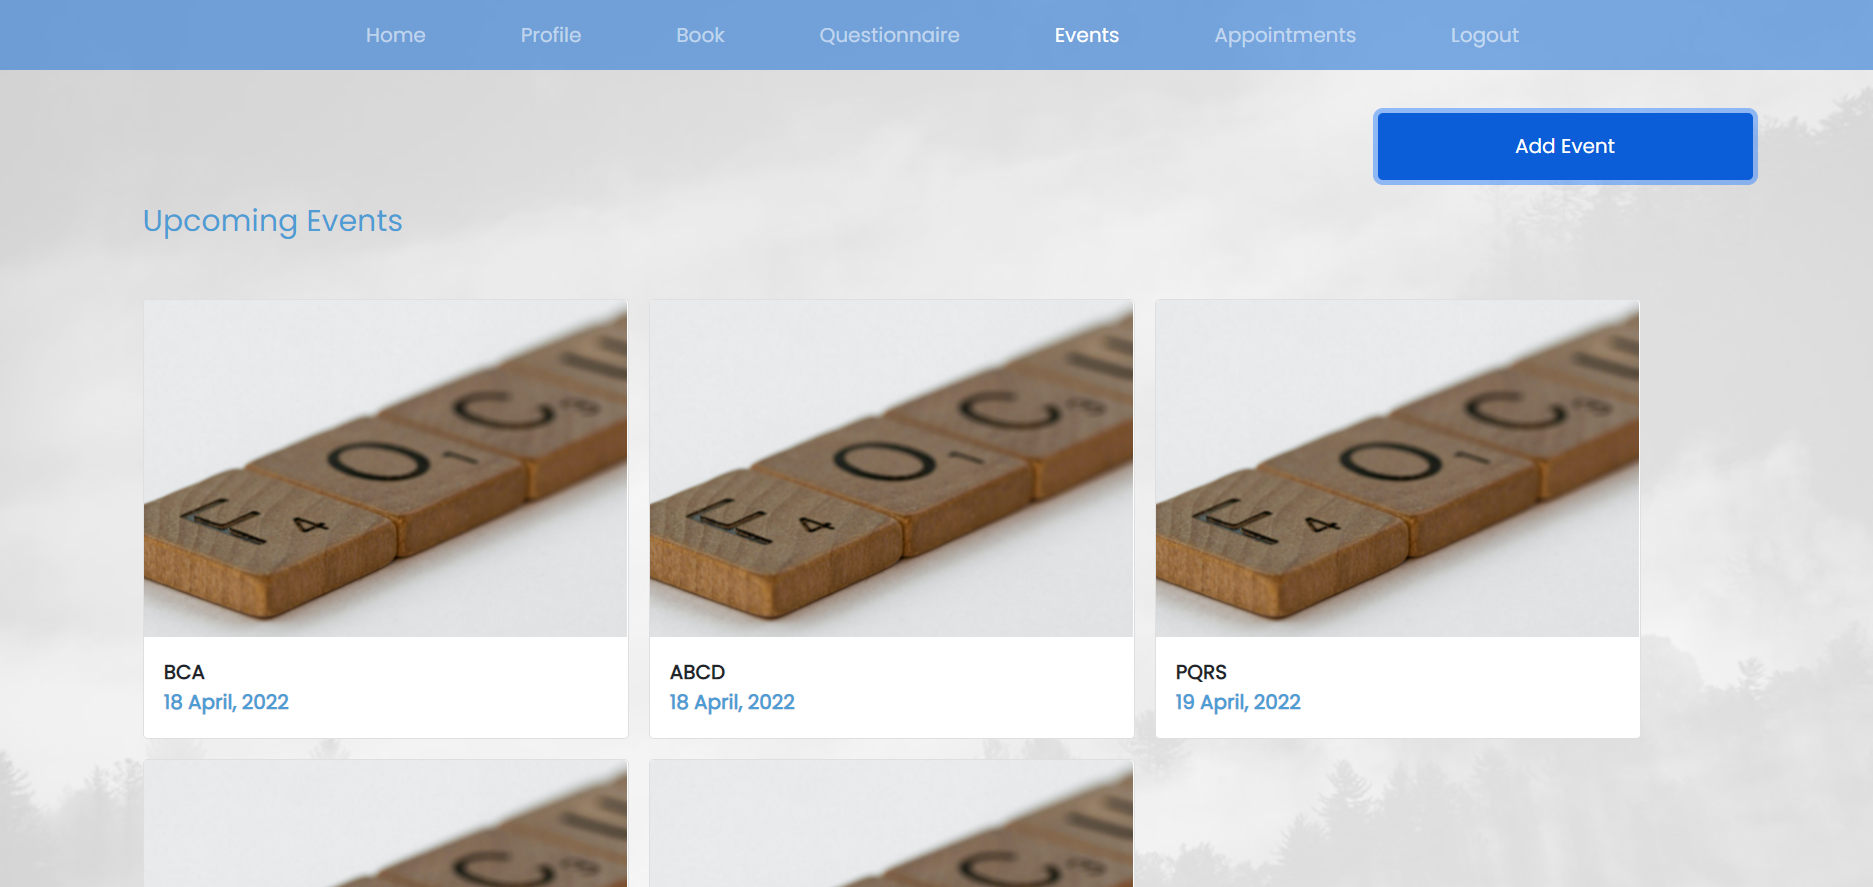 Home Profile Book Questionnaire Events Appointments Logout
Add Event
Upcoming Events
F 4 O 1 C 3
F 4 O 1 C 3
F 4 O 1 C 3
BCA
18 April, 2022
ABCD
18 April, 2022
PQRS
19 April, 2022
C 3
C 3